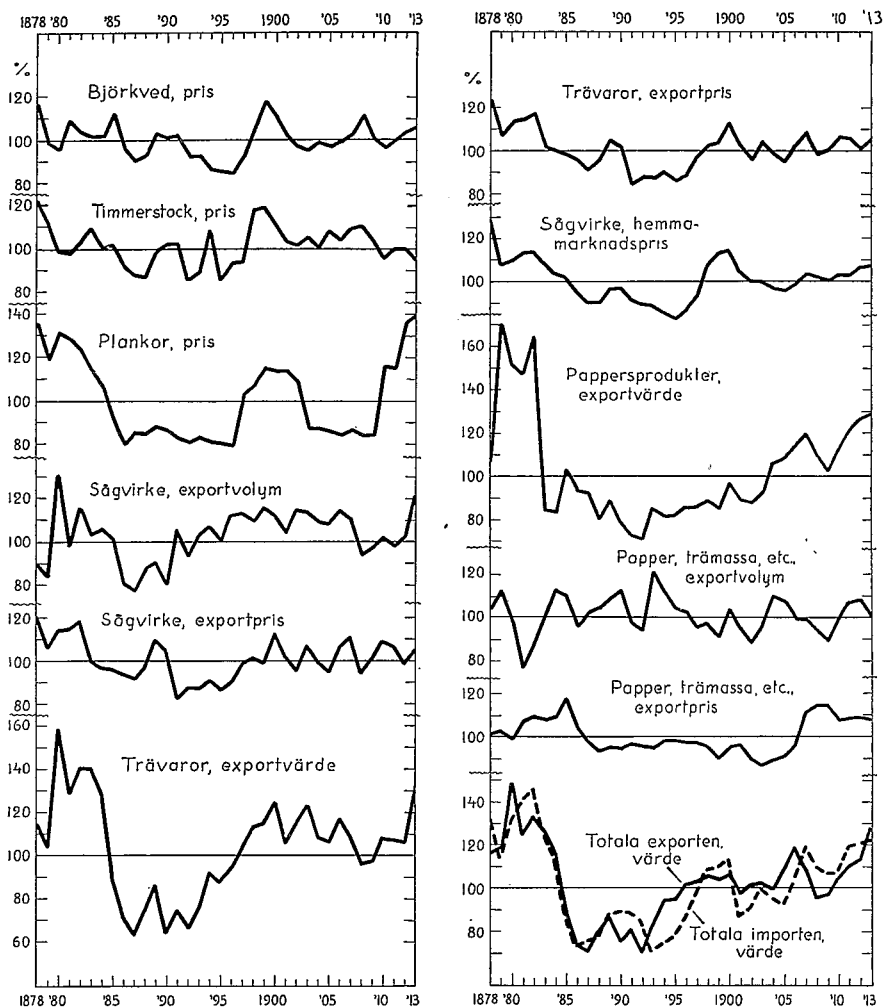 1878 '80 '85 '90 '95 1900 '05 '10 '13
%
Björkved, pris
120
100
80
Timmerstock, pris
120
100
80
140
Plankor, pris
120
100
80
Sågvirke, exportvolym
120
100
80
Sågvirke, exportpris
120
100
80
160
140
Trävaror, exportvärde
120
100
80
60
1878 '80 '85 '90 '95 1900 '05 '10 '13
1878 '80 '85 '90 '95 1900 '05 '10 '13
%
Trävaror, exportpris
120
100
80
Sågvirke, hemma-
marknadspris
120
100
160
Pappersprodukter,
exportvärde
140
120
100
80
Papper, trämassa, etc.,
exportvolym
120
100
80
Papper, trämassa, etc.,
exportpris
120
100
140
Totala exporten,
värde
120
100
80
Totala importen,
värde
1878 '80 '85 '90 '95 1900 '05 '10 '13